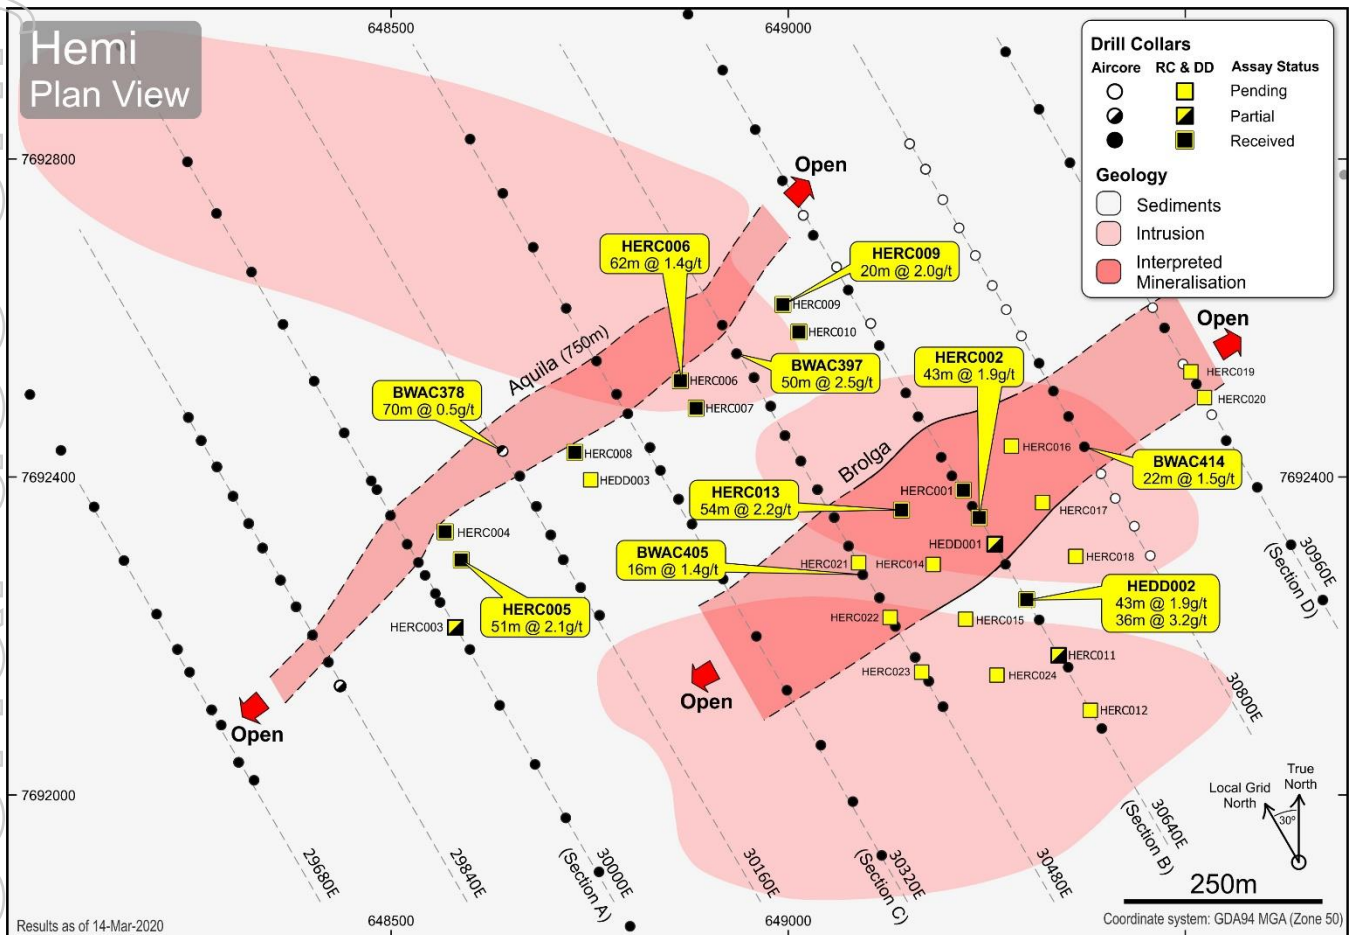 Hemi
Plan View
648500
649000
7692800
7692800
7692400
7692400
7692000
Drill Collars
Aircore RC & DD Assay Status
Pending
Partial
Received
Geology
Sediments
Intrusion
Interpreted
Mineralisation
Open
HERC006
62m @ 1.4g/t
HERC009
20m @ 2.0g/t
HERC009
HERC010
Open
Aquila (750m)
BWAC397
50m @ 2.5g/t
HERC002
43m @ 1.9g/t
HERC019
HERC020
HERC006
HERC007
BWAC378
70m @ 0.5g/t
HERC008
HEDD003
Brolga
HERC016
BWAC414
22m @ 1.5g/t
HERC013
54m @ 2.2g/t
HERC001
HERC017
HERC004
HEDD001
BWAC405
16m @ 1.4g/t
HERC021
HERC014
HERC018
HERC005
51m @ 2.1g/t
HEDD002
43m @ 1.9g/t
36m @ 3.2g/t
HERC003
HERC022
HERC015
HERC011
HERC023
HERC024
HERC012
Open
Open
29680E
29840E
30000E
(Section A)
30160E
30320E
(Section C)
30480E
30640E
(Section B)
30800E
30960E
(Section D)
True
North
Local Grid
North
30°
250m
648500
649000
Results as of 14-Mar-2020
Coordinate system: GDA94 MGA (Zone 50)